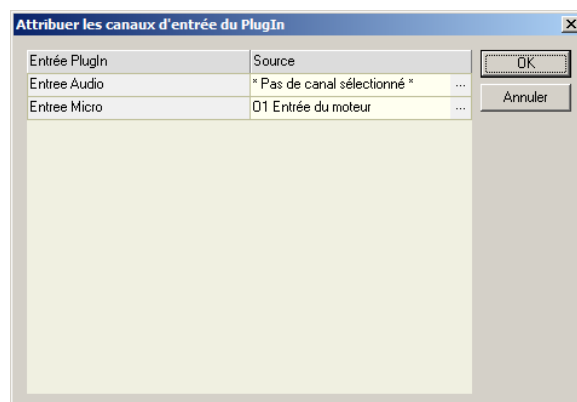 Attribuer les canaux d'entrée du PlugIn
Entrée PlugIn Source
Entree Audio * Pas de canal sélectionné * ...
Entree Micro 01 Entrée du moteur ...
OK
Annuler